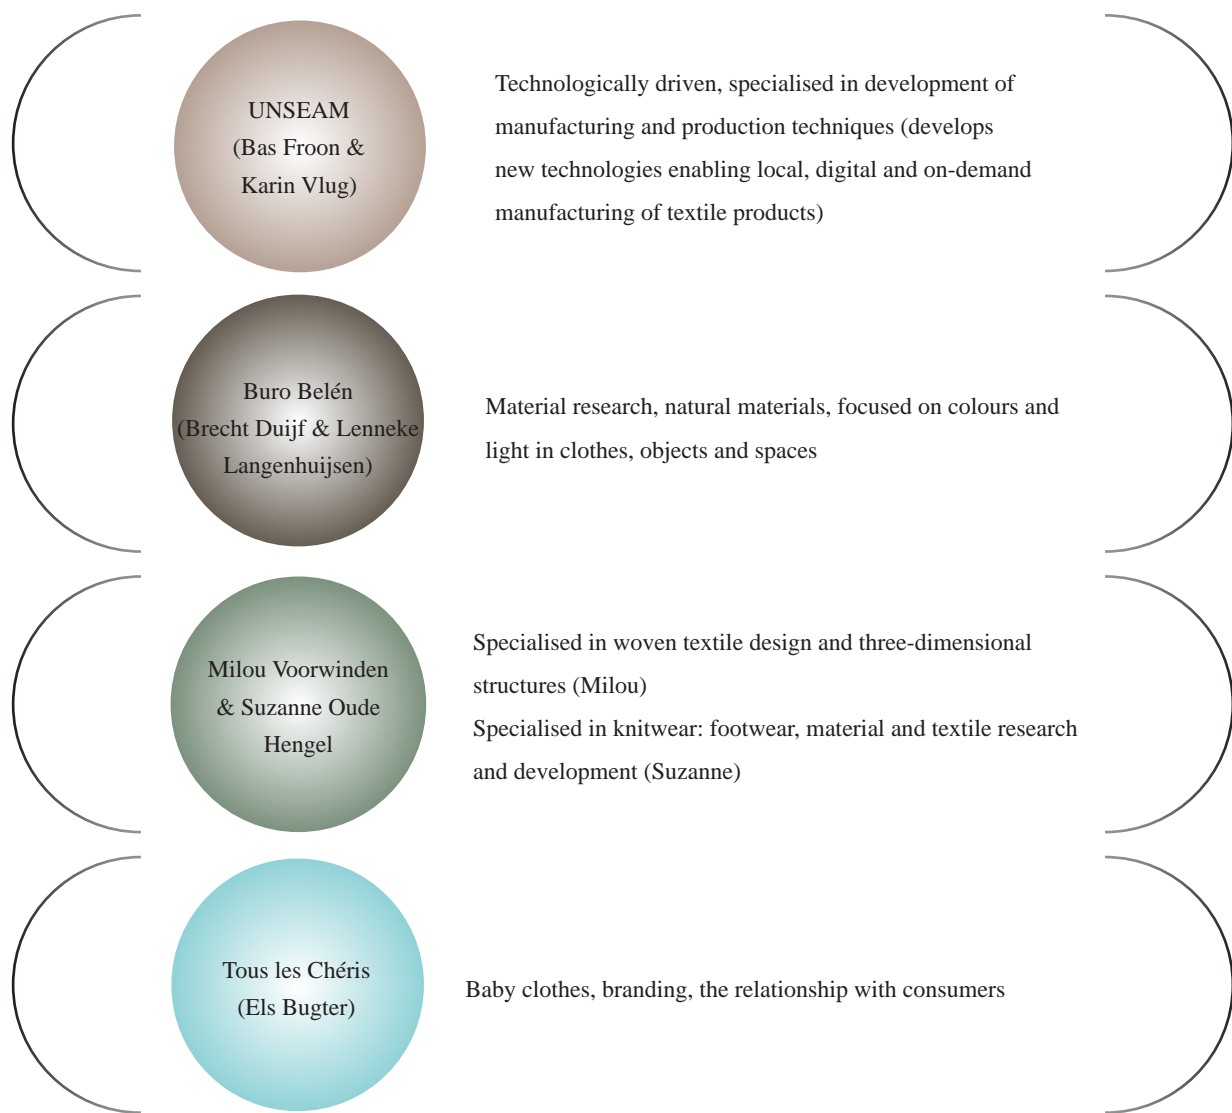 UNSEAM
(Bas Froon &
Karin Vlug)
Technologically driven, specialised in development of
manufacturing and production techniques (develops
new technologies enabling local, digital and on-demand
manufacturing of textile products)
Buro Belén
(Brecht Duijf & Lenneke
Langenhuijsen)
Material research, natural materials, focused on colours and
light in clothes, objects and spaces
Milou Voorwinden
& Suzanne Oude
Hengel
Specialised in woven textile design and three-dimensional
structures (Milou)
Specialised in knitwear: footwear, material and textile research
and development (Suzanne)
Tous les Chéris
(Els Bugter)
Baby clothes, branding, the relationship with consumers